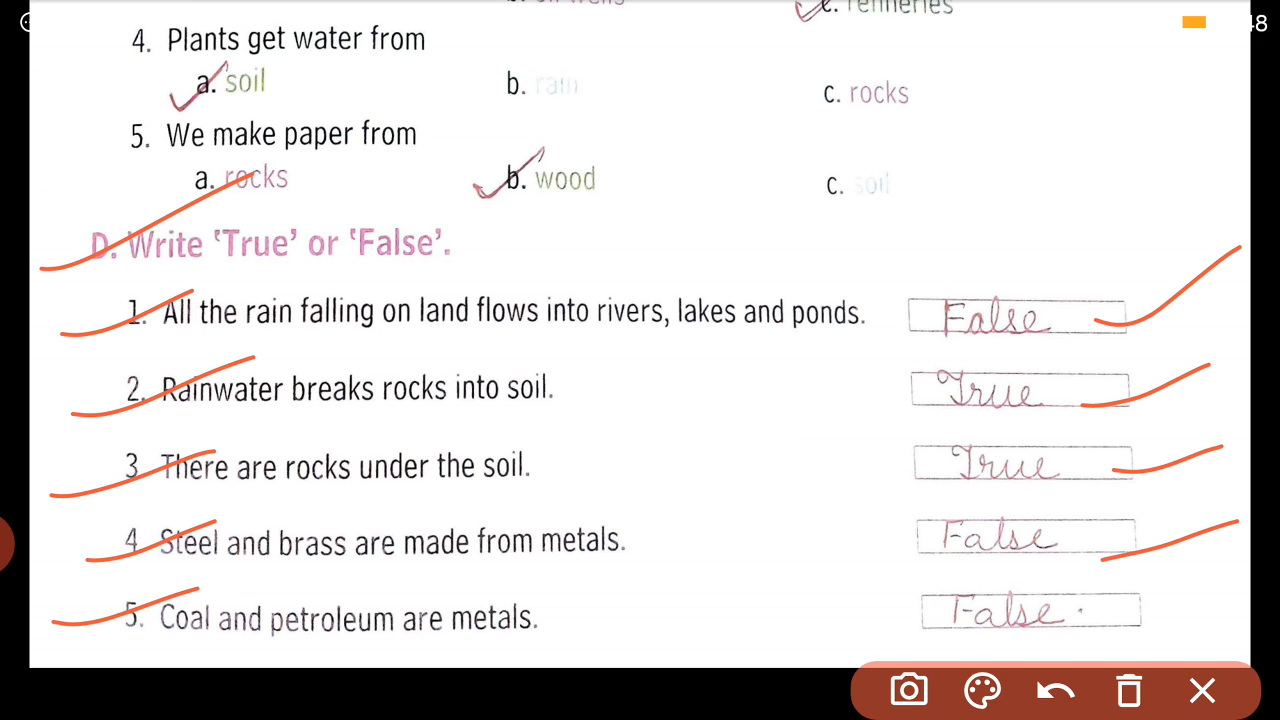 c. refineries
48
4. Plants get water from
a. soil b. rain c. rocks
5. We make paper from
a. rocks b. wood c. soil
D. Write ‘True’ or ‘False’.
1. All the rain falling on land flows into rivers, lakes and ponds. False
2. Rainwater breaks rocks into soil. True
3. There are rocks under the soil. True
4. Steel and brass are made from metals. False
5. Coal and petroleum are metals. False.